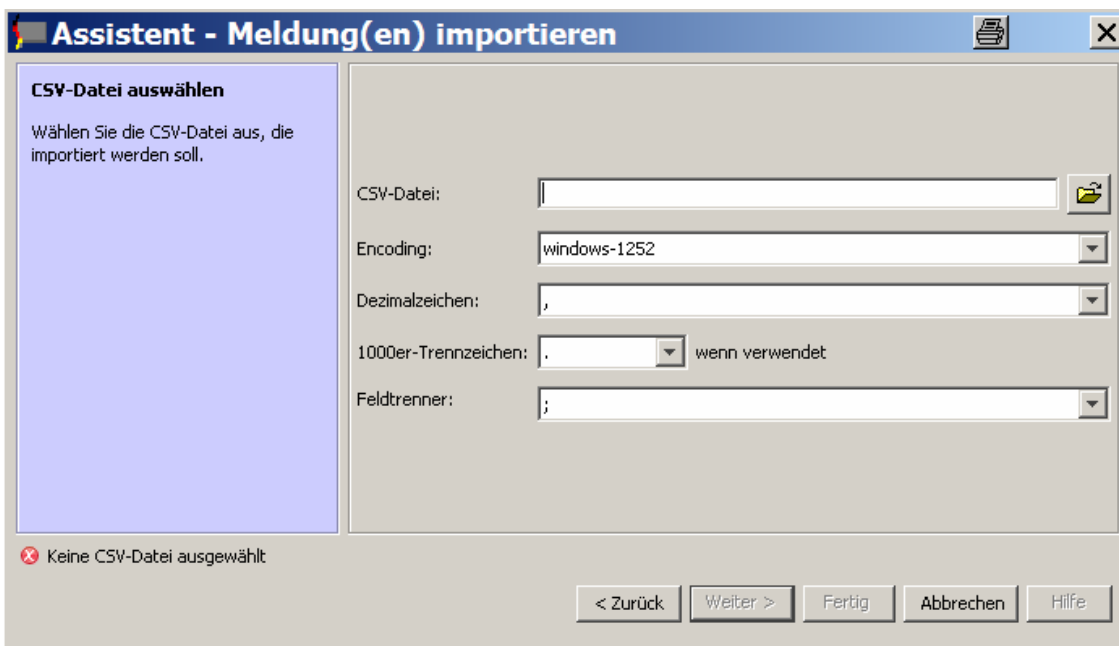 Assistent - Meldung(en) importieren
CSV-Datei auswählen
Wählen Sie die CSV-Datei aus, die
importiert werden soll.
CSV-Datei:
Encoding: windows-1252
Dezimalzeichen: ,
1000er-Trennzeichen: . wenn verwendet
Feldtrenner: ;
Keine CSV-Datei ausgewählt
< Zurück Weiter > Fertig Abbrechen Hilfe